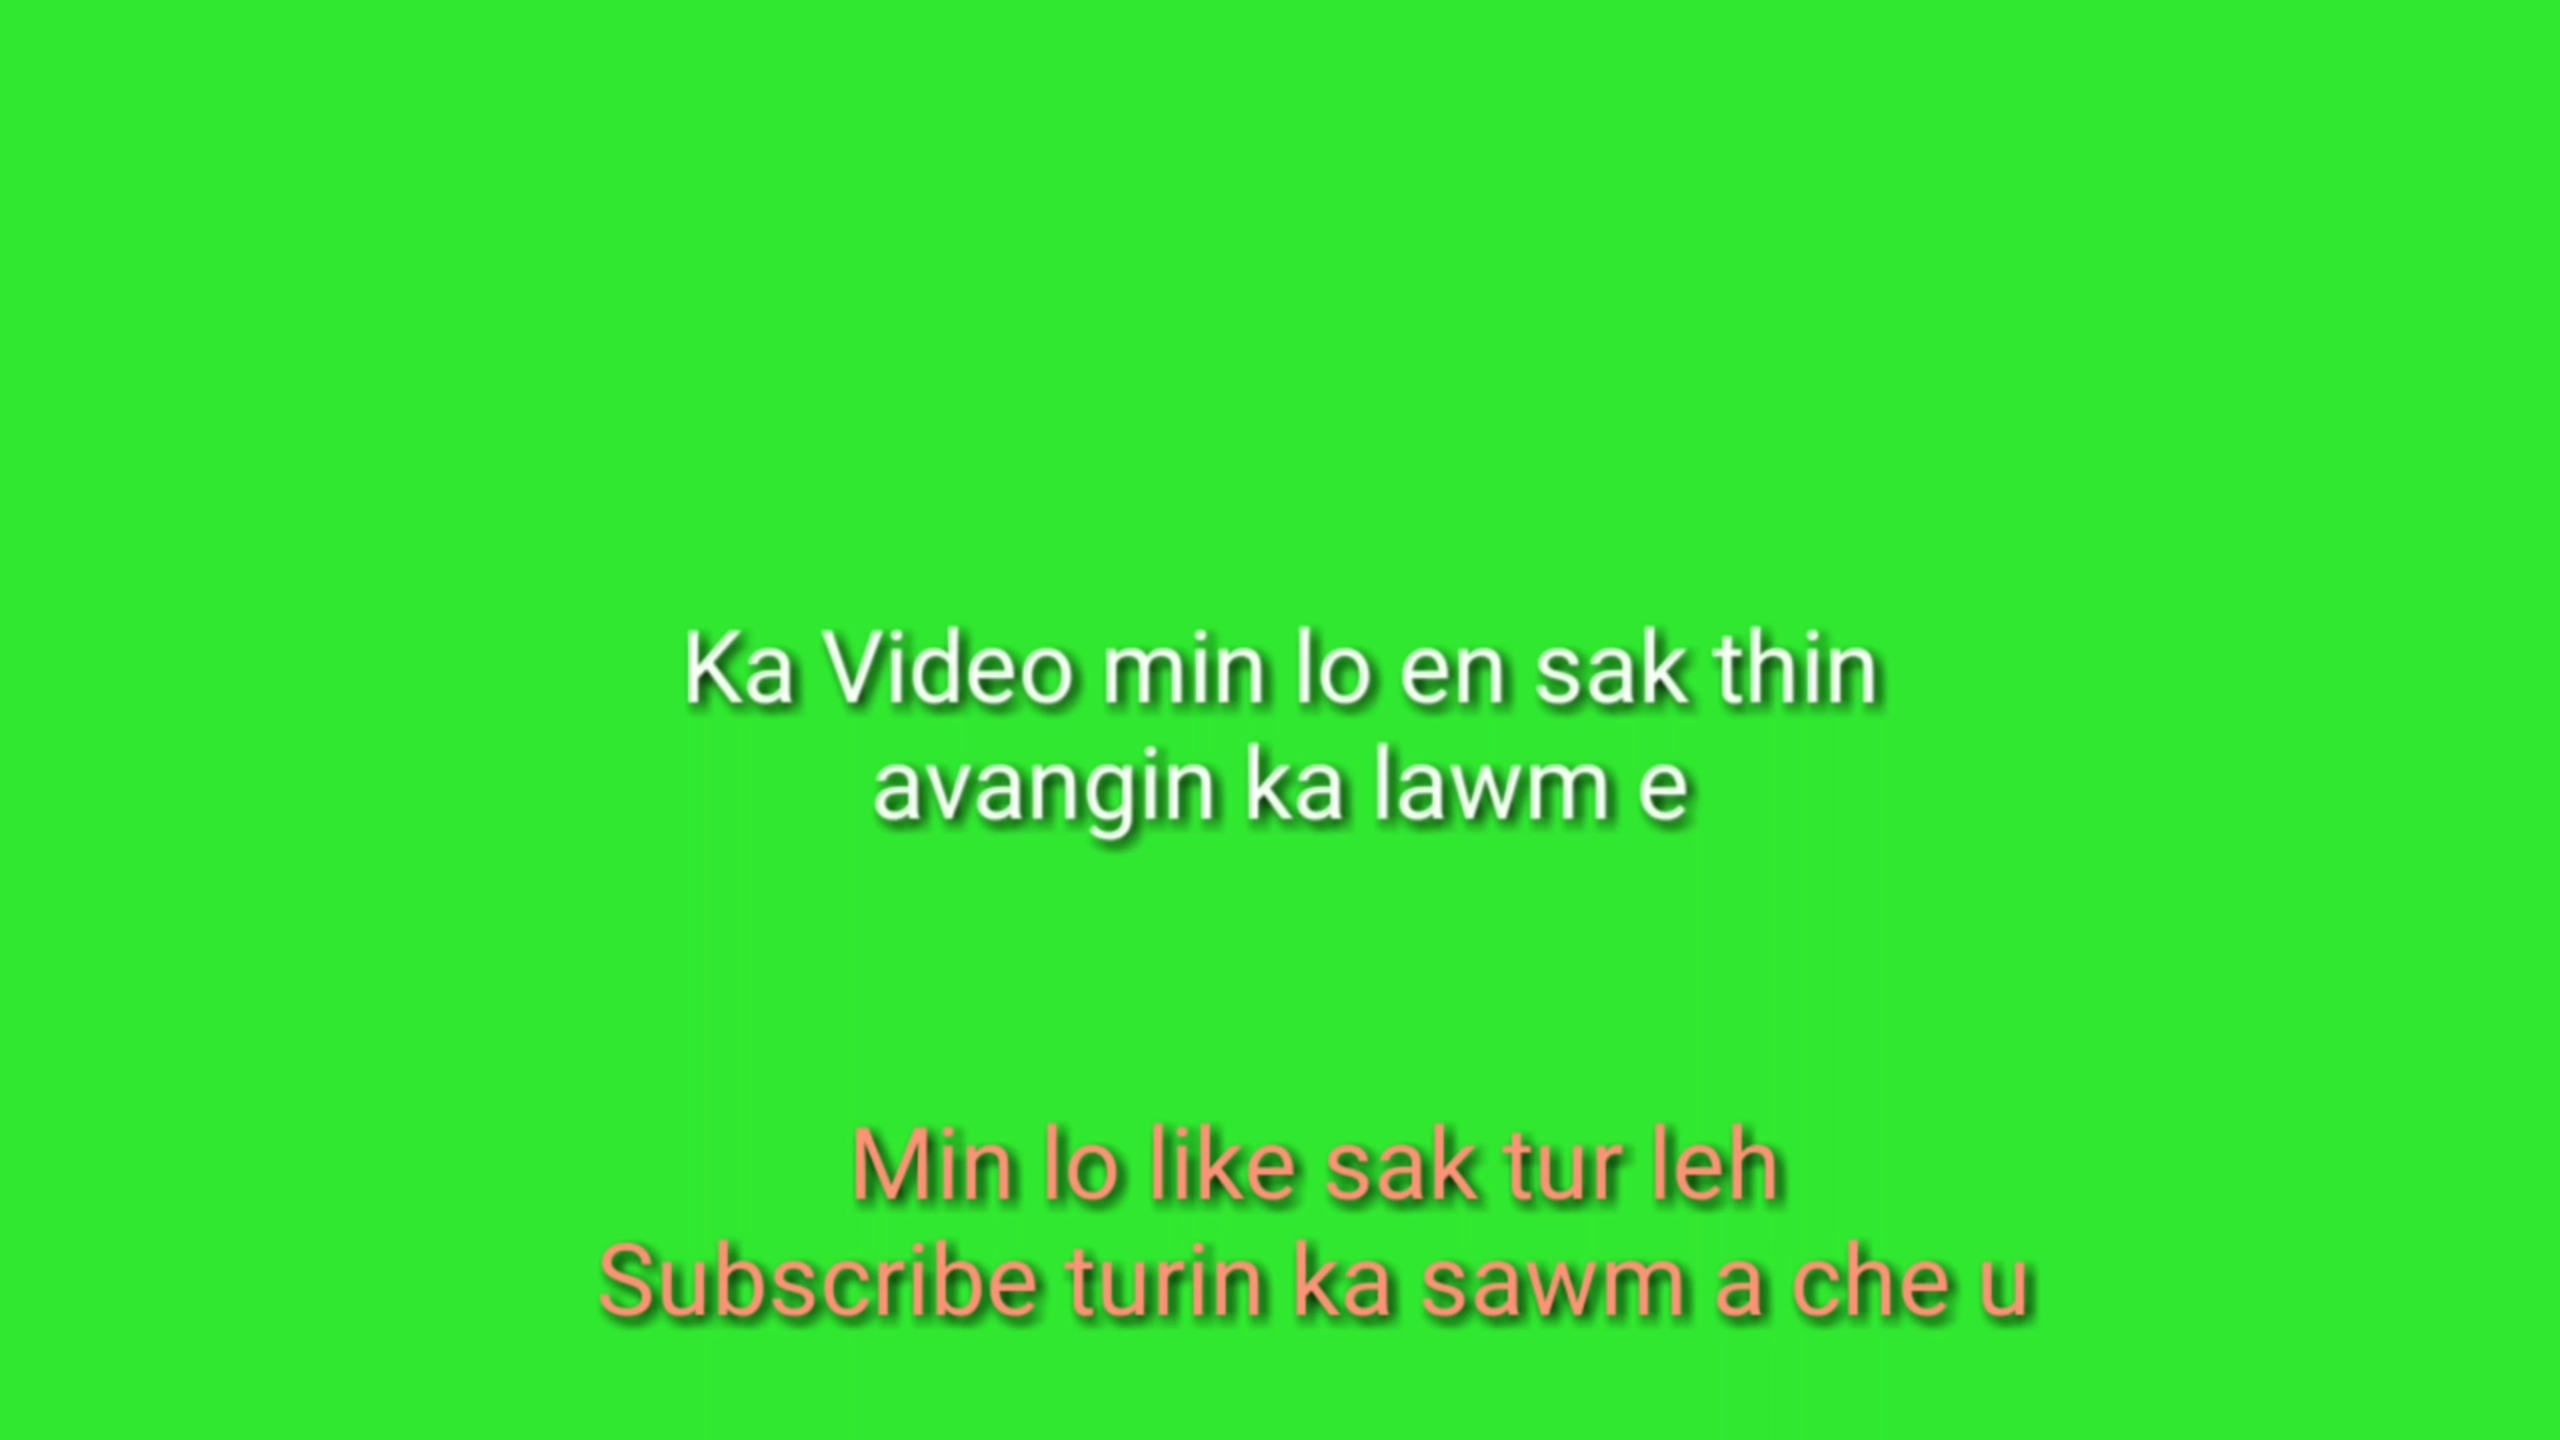 Ka Video min lo en sak thin
avangin ka lawm e
Min lo like sak tur leh
Subscribe turin ka sawm a che u